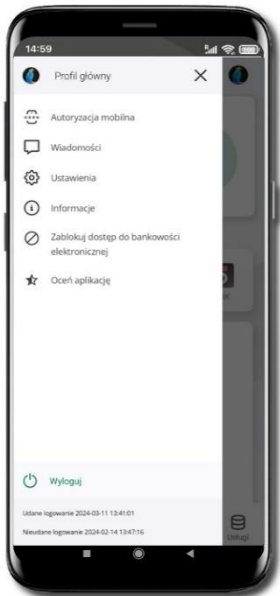 14:59
Profil główny
Autoryzacja mobilna
Wiadomości
Ustawienia
Informacje
Zablokuj dostęp do bankowości
elektronicznej
Oceń aplikację
Wyloguj
Udane logowanie 2024-03-11 13:41:01
Nieudane logowanie 2024-02-14 13:47:16
Usługi